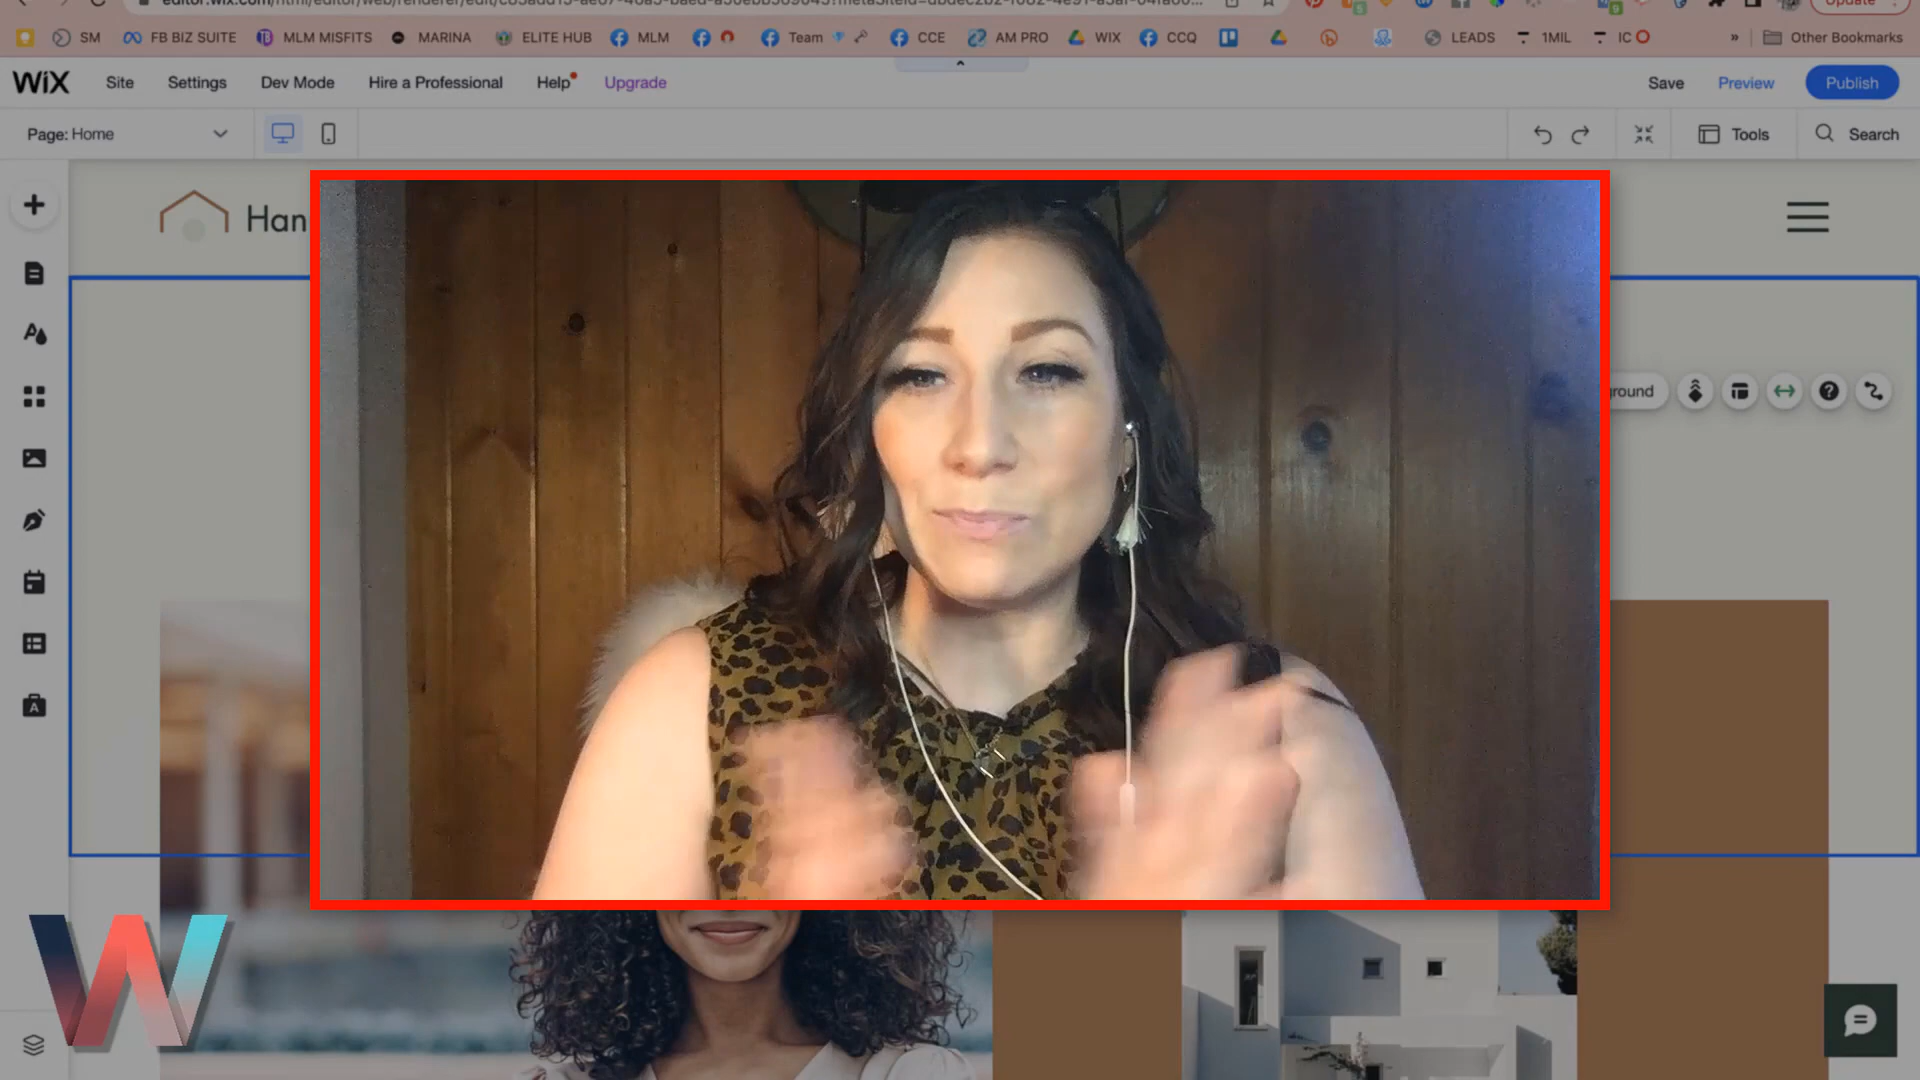 SM FB BIZ SUITE MLM MISFITS MARINA ELITE HUB MLM Team CCE AM PRO WIX CCQ LEADS 1MIL IC » Other Bookmarks
WiX Site Settings Dev Mode Hire a Professional Help Upgrade Save Preview Publish
Page: Home Tools Search
Han
round
W